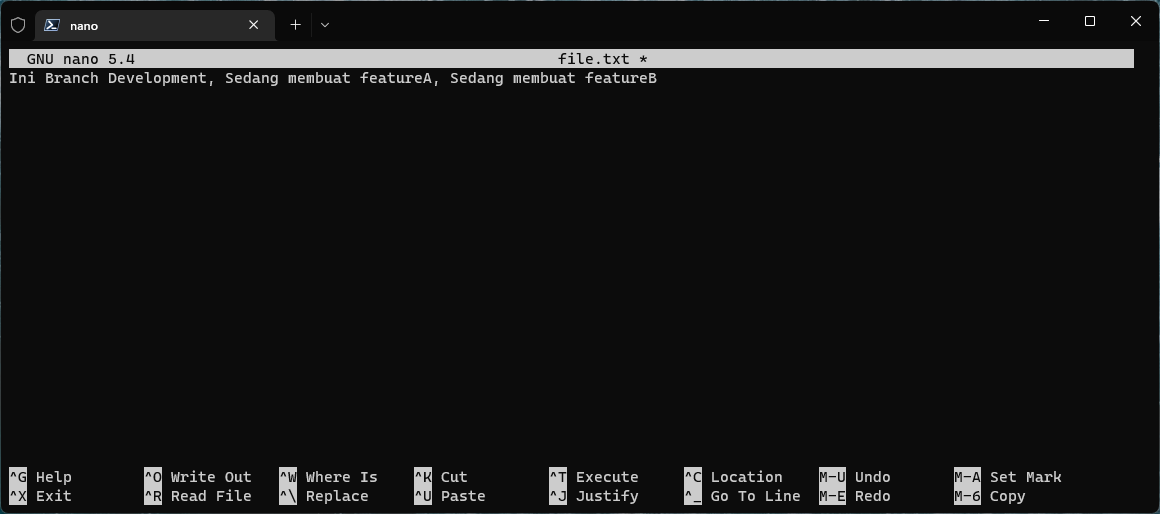 nano
GNU nano 5.4 file.txt *
Ini Branch Development, Sedang membuat featureA, Sedang membuat featureB
^G Help ^O Write Out ^W Where Is ^K Cut ^T Execute ^C Location M-U Undo M-A Set Mark
^X Exit ^R Read File ^\ Replace ^U Paste ^J Justify ^_ Go To Line M-E Redo M-6 Copy